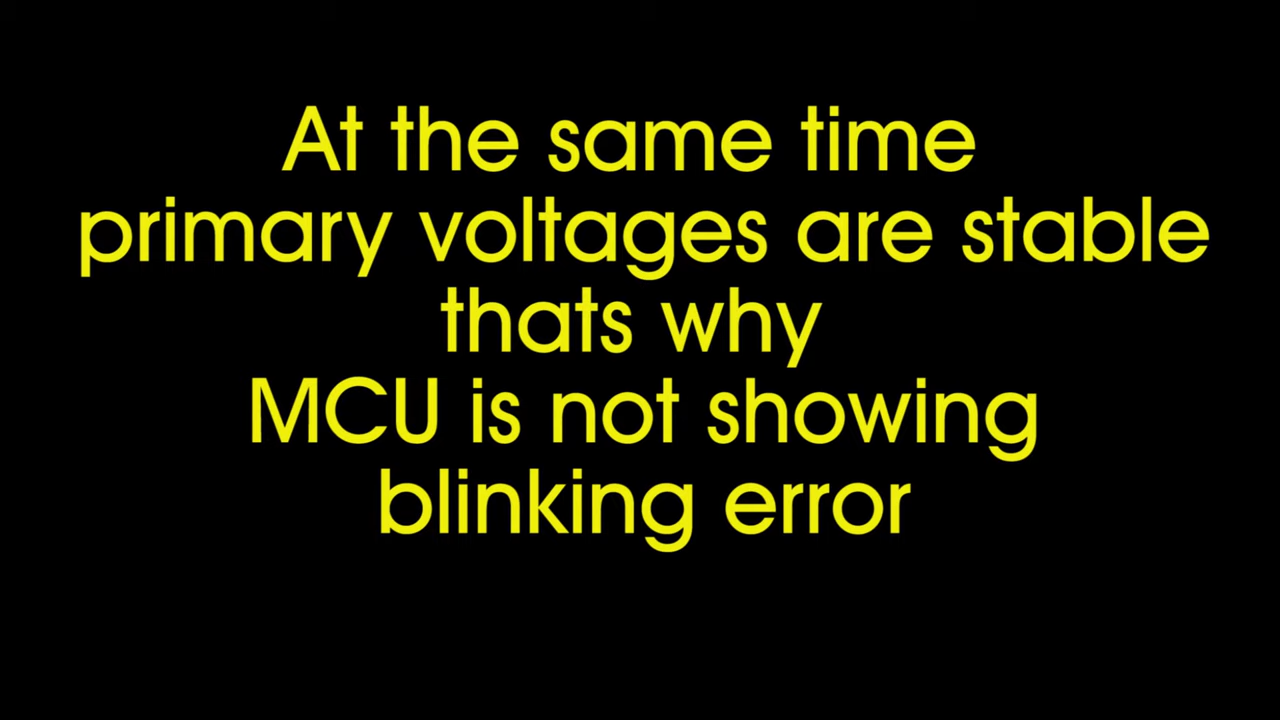 At the same time
primary voltages are stable
thats why
MCU is not showing
blinking error